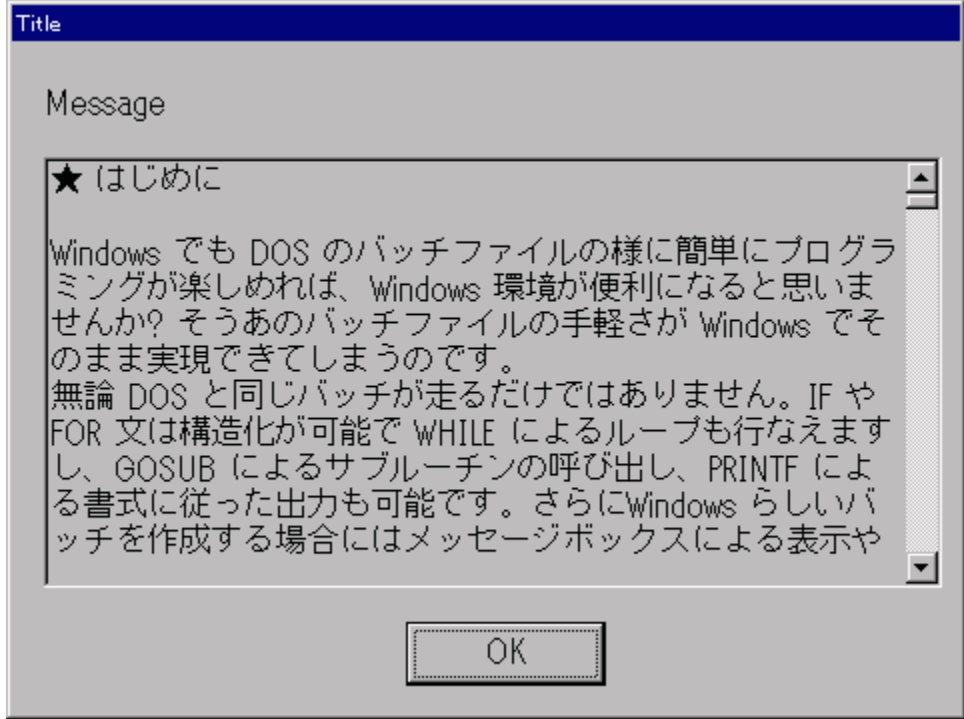 Title
Message
★ はじめに
Windows でも DOS のバッチファイルの様に簡単にプログラ
ミングが楽しめれば、Windows 環境が便利になると思いま
せんか? そうあのバッチファイルの手軽さが Windows でそ
のまま実現できてしまうのです。
無論 DOS と同じバッチが走るだけではありません。IF や
FOR 文は構造化が可能で WHILE によるループも行なえます
し、GOSUB によるサブルーチンの呼び出し、PRINTF によ
る書式に従った出力も可能です。さらにWindows らしいバ
ッチを作成する場合にはメッセージボックスによる表示や
OK